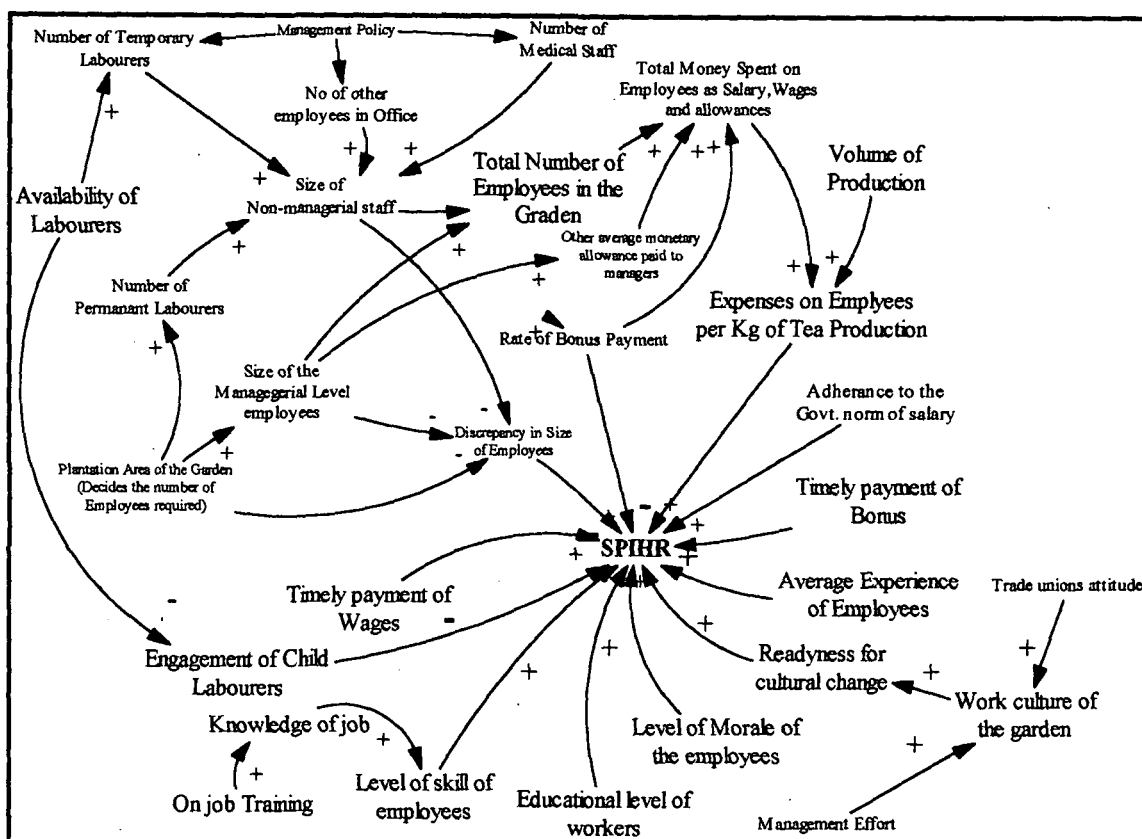 Number of Temporary
Labourers
Management Policy
Number of
Medical Staff
No of other
employees in Office
Total Money Spent on
Employees as Salary, Wages
and allowances
+
+
+
+
+
+
+
Availability of
Labourers
Size of
Non-managerial staff
Total Number of
Employees in the
Graden
Volume of
Production
+
+
Other average monetary
allowance paid to
managers
+
+
+
Number of
Permanant Labourers
+
+
Rate of Bonus Payment
Expenses on Emplyees
per Kg of Tea Production
+
Size of the
Managegerial Level
employees
Adherance to the
Govt. norm of salary
-
-
Discrepancy in Size
of Employees
-
+
Plantation Area of the Garden
(Decides the number of
Employees required)
Timely payment of
Bonus
-
+
+
SPIHR
+
+
+
Timely payment of
Wages
Average Experience
of Employees
Trade unions attitude
-
-
+
Engagement of Child
Labourers
+
+
+
Readyness for
cultural change
+
Work culture of
the garden
Knowledge of job
+
Level of Morale of
the employees
+
On job Training
+
Level of skill of
employees
Educational level of
workers
Management Effort